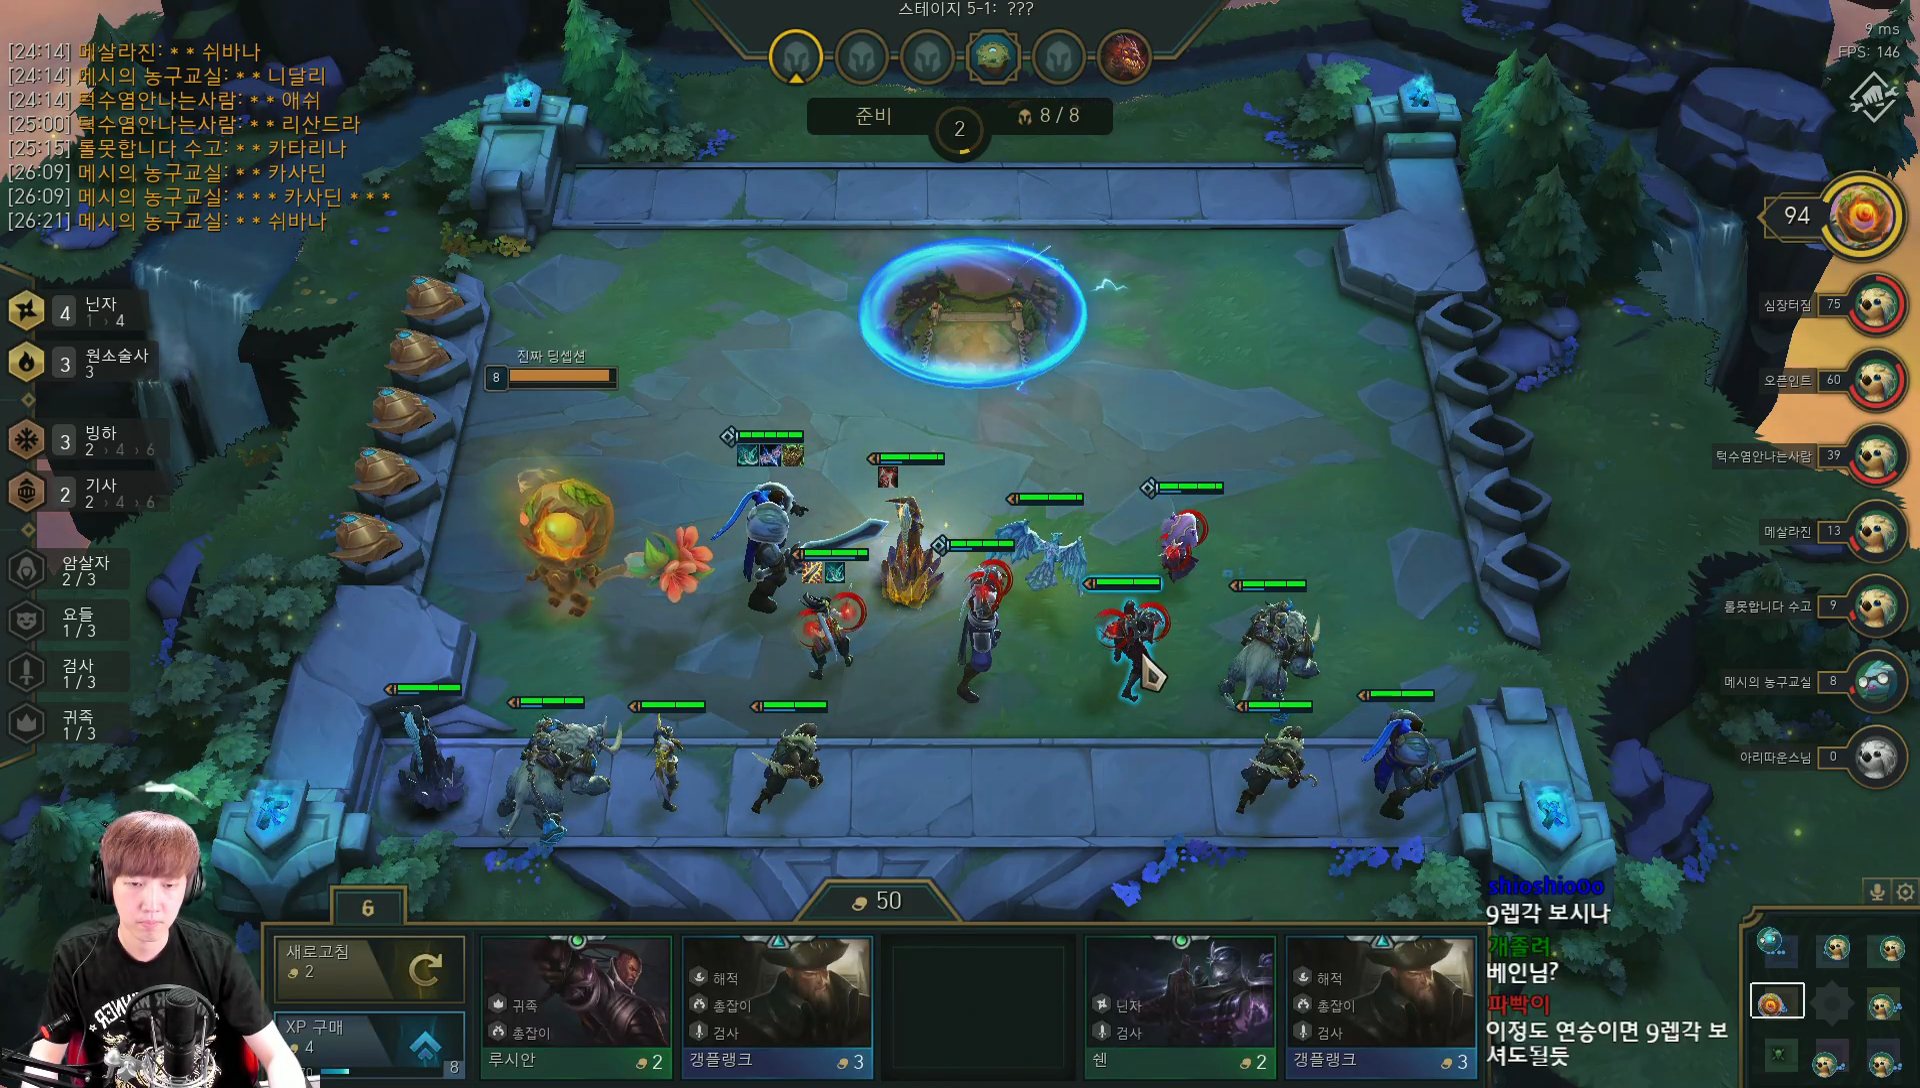 스테이지 5-1: ???
9 ms
FPS: 146
준비
2
8 / 8
[24:14] 메살라진: * * 쉬바나
[24:14] 메시의 농구교실: * * 니달리
[24:14] 턱수염안나는사람: * * 애쉬
[25:00] 턱수염안나는사람: * * 리산드라
[25:15] 롤못합니다 수고: * * 카타리나
[26:09] 메시의 농구교실: * * 카사딘
[26:09] 메시의 농구교실: * * * 카사딘 * * *
[26:21] 메시의 농구교실: * * 쉬바나
4
닌자
1 › 4
3
원소술사
3
3
빙하
2 › 4 › 6
2
기사
2 › 4 › 6
암살자
2 / 3
요들
1 / 3
검사
1 / 3
귀족
1 / 3
진짜 딩셉션
8
94
심장터짐 75
오픈인트 60
턱수염안나는사람 39
메살라진 13
롤못합니다 수고 9
메시의 농구교실 8
아리따운스님 0
6
50
새로고침
2
XP 구매
4
8
귀족
총잡이
루시안 2
해적
총잡이
검사
갱플랭크 3
닌자
검사
쉔 2
해적
총잡이
검사
갱플랭크 3
shioshio0o
9렙각 보시나
개졸려
베인님?
파빡이
이정도 연승이면 9렙각 보
셔도될듯